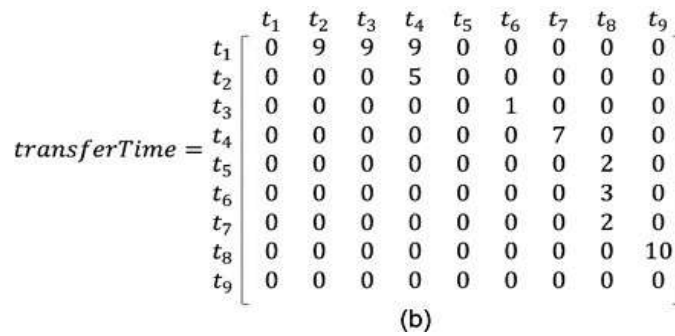 t₁ t₂ t₃ t₄ t₅ t₆ t₇ t₈ t₉
t₁ 0 9 9 9 0 0 0 0 0
t₂ 0 0 0 5 0 0 0 0 0
t₃ 0 0 0 0 0 1 0 0 0
transferTime = t₄ 0 0 0 0 0 0 7 0 0
t₅ 0 0 0 0 0 0 0 2 0
t₆ 0 0 0 0 0 0 0 3 0
t₇ 0 0 0 0 0 0 0 2 0
t₈ 0 0 0 0 0 0 0 0 10
t₉ 0 0 0 0 0 0 0 0 0
(b)